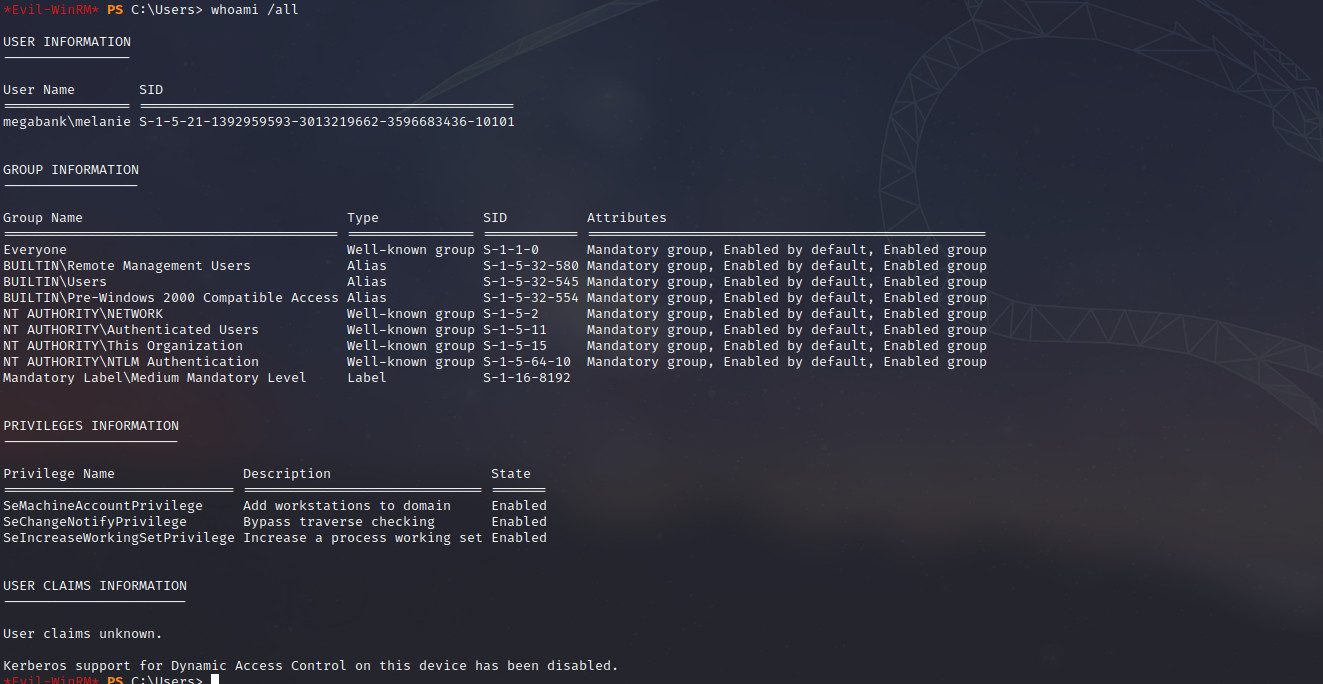 *Evil-WinRM* PS C:\Users> whoami /all
USER INFORMATION
----------------
User Name SID
================ ==============================================
megabank\melanie S-1-5-21-1392959593-3013219662-3596683436-10101
GROUP INFORMATION
-----------------
Group Name Type SID Attributes
========================================== ================ ============ ==================================================
Everyone Well-known group S-1-1-0 Mandatory group, Enabled by default, Enabled group
BUILTIN\Remote Management Users Alias S-1-5-32-580 Mandatory group, Enabled by default, Enabled group
BUILTIN\Users Alias S-1-5-32-545 Mandatory group, Enabled by default, Enabled group
BUILTIN\Pre-Windows 2000 Compatible Access Alias S-1-5-32-554 Mandatory group, Enabled by default, Enabled group
NT AUTHORITY\NETWORK Well-known group S-1-5-2 Mandatory group, Enabled by default, Enabled group
NT AUTHORITY\Authenticated Users Well-known group S-1-5-11 Mandatory group, Enabled by default, Enabled group
NT AUTHORITY\This Organization Well-known group S-1-5-15 Mandatory group, Enabled by default, Enabled group
NT AUTHORITY\NTLM Authentication Well-known group S-1-5-64-10 Mandatory group, Enabled by default, Enabled group
Mandatory Label\Medium Mandatory Level Label S-1-16-8192
PRIVILEGES INFORMATION
----------------------
Privilege Name Description State
============================= ============================== =======
SeMachineAccountPrivilege Add workstations to domain Enabled
SeChangeNotifyPrivilege Bypass traverse checking Enabled
SeIncreaseWorkingSetPrivilege Increase a process working set Enabled
USER CLAIMS INFORMATION
-----------------------
User claims unknown.
Kerberos support for Dynamic Access Control on this device has been disabled.
*Evil-WinRM* PS C:\Users>